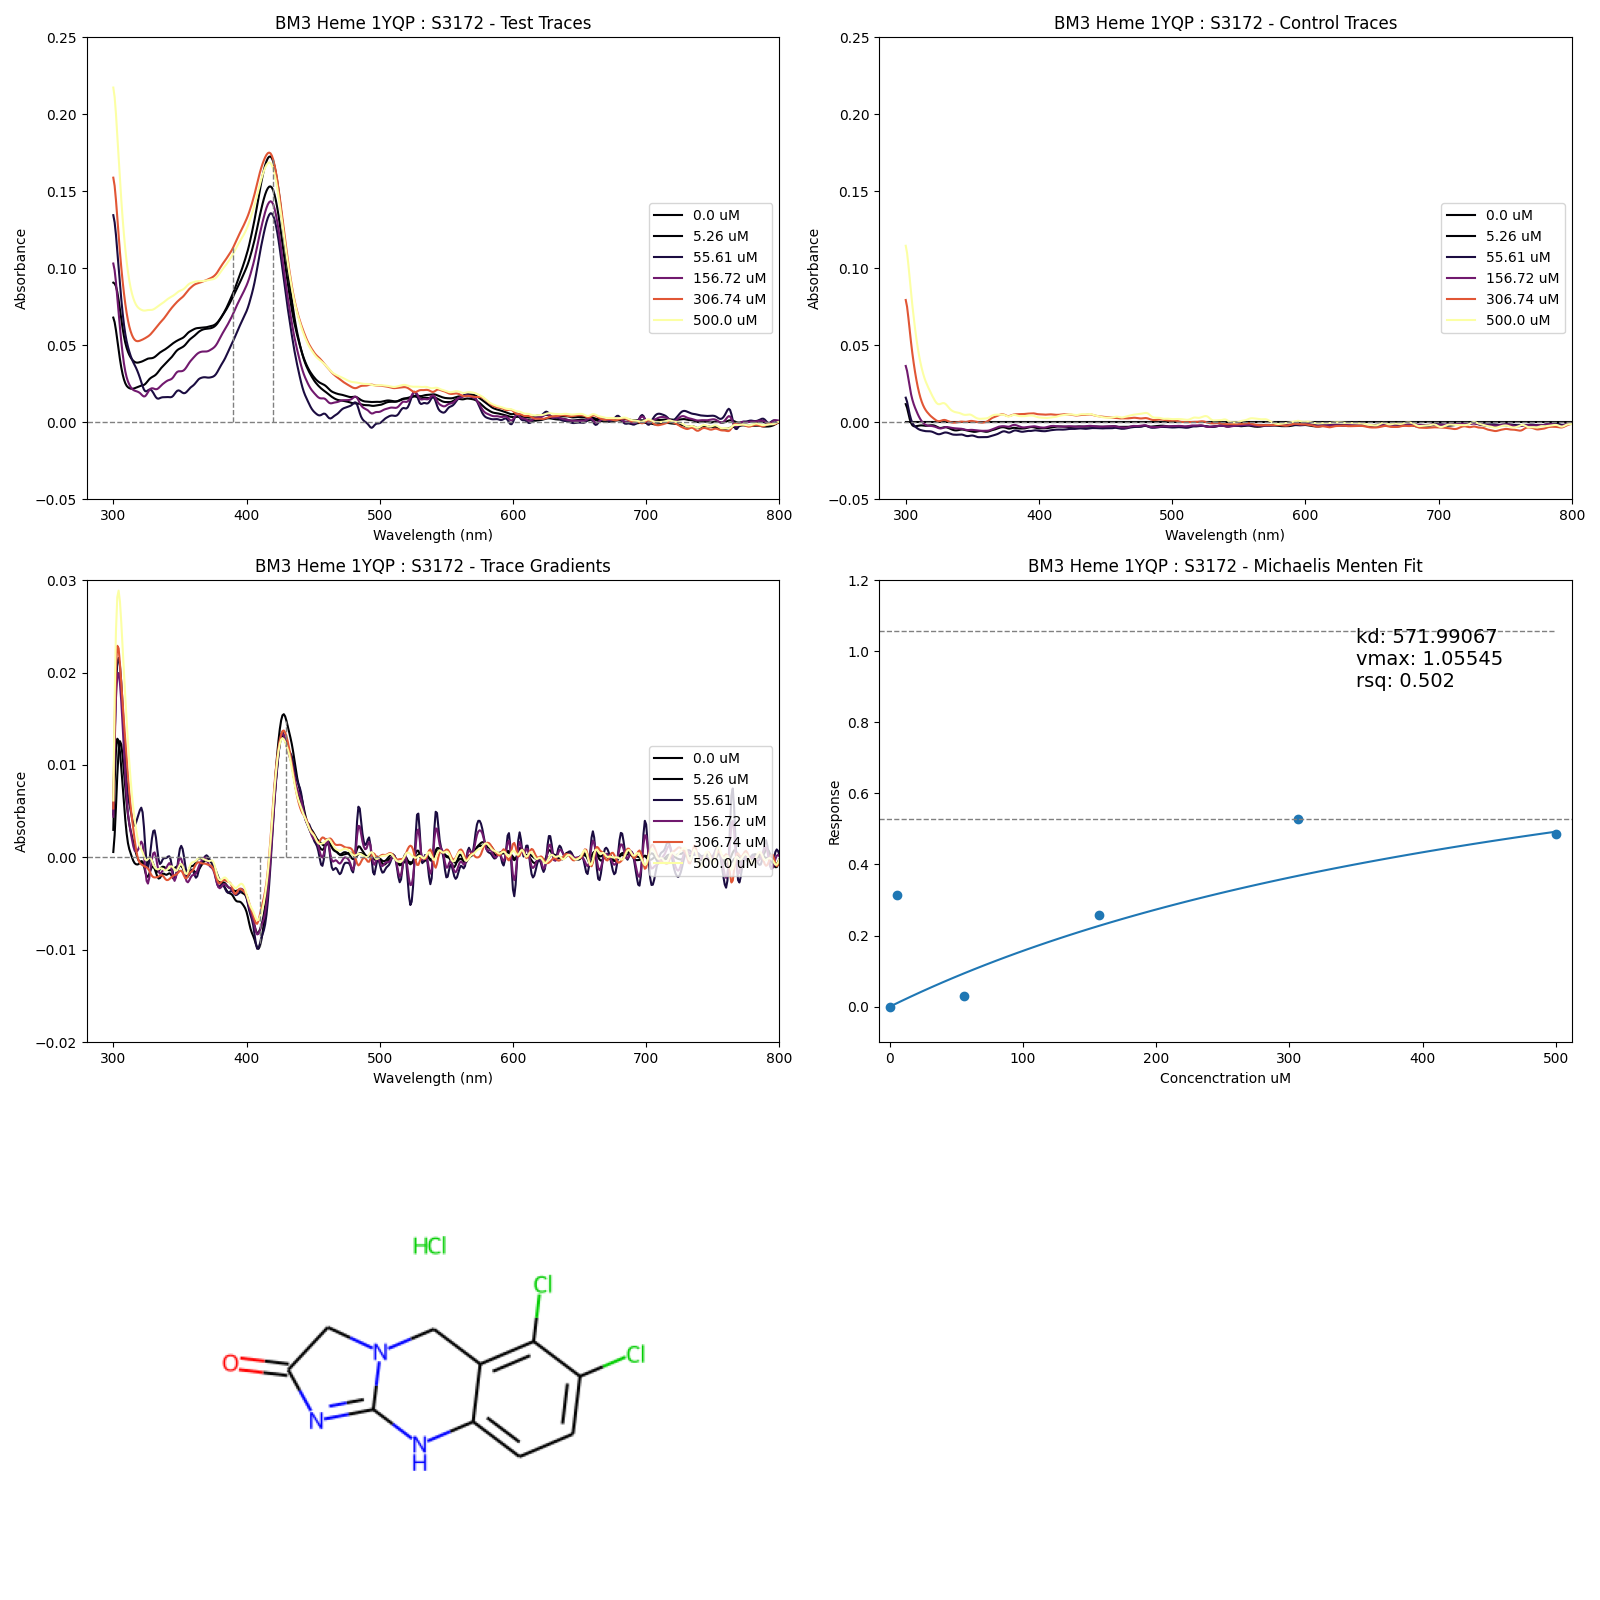 BM3 Heme 1YQP : S3172 - Test Traces
0.25
0.20
0.15
0.10
0.05
0.00
−0.05
Absorbance
300 400 500 600 700 800
Wavelength (nm)
0.0 uM
5.26 uM
55.61 uM
156.72 uM
306.74 uM
500.0 uM
BM3 Heme 1YQP : S3172 - Control Traces
0.25
0.20
0.15
0.10
0.05
0.00
−0.05
Absorbance
300 400 500 600 700 800
Wavelength (nm)
0.0 uM
5.26 uM
55.61 uM
156.72 uM
306.74 uM
500.0 uM
BM3 Heme 1YQP : S3172 - Trace Gradients
0.03
0.02
0.01
0.00
−0.01
−0.02
Absorbance
300 400 500 600 700 800
Wavelength (nm)
0.0 uM
5.26 uM
55.61 uM
156.72 uM
306.74 uM
500.0 uM
BM3 Heme 1YQP : S3172 - Michaelis Menten Fit
1.2
1.0
0.8
0.6
0.4
0.2
0.0
Response
0 100 200 300 400 500
Concenctration uM
kd: 571.99067
vmax: 1.05545
rsq: 0.502
HCl
Cl
Cl
O
N
N
N
H